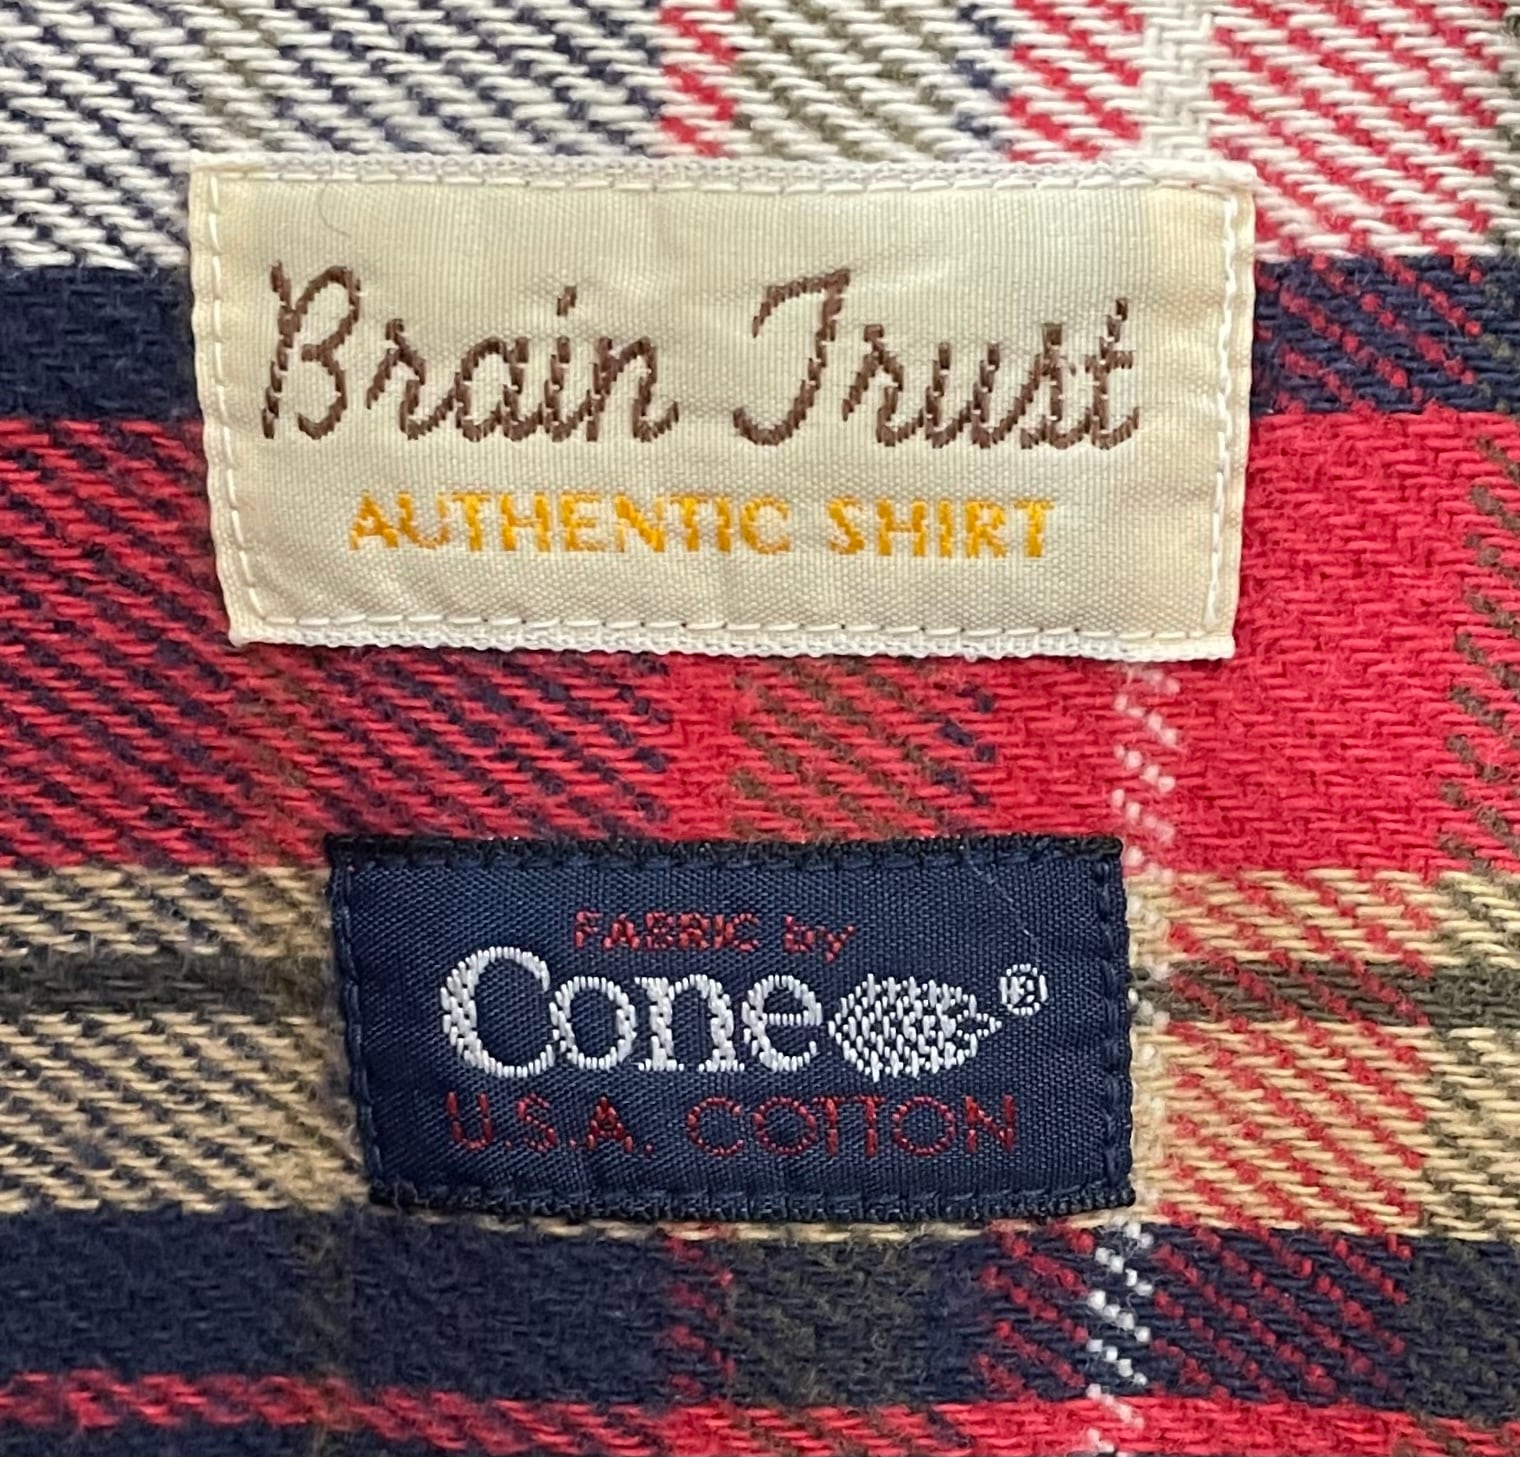 Brain Trust
AUTHENTIC SHIRT
FABRIC by
Cone®
U.S.A. COTTON